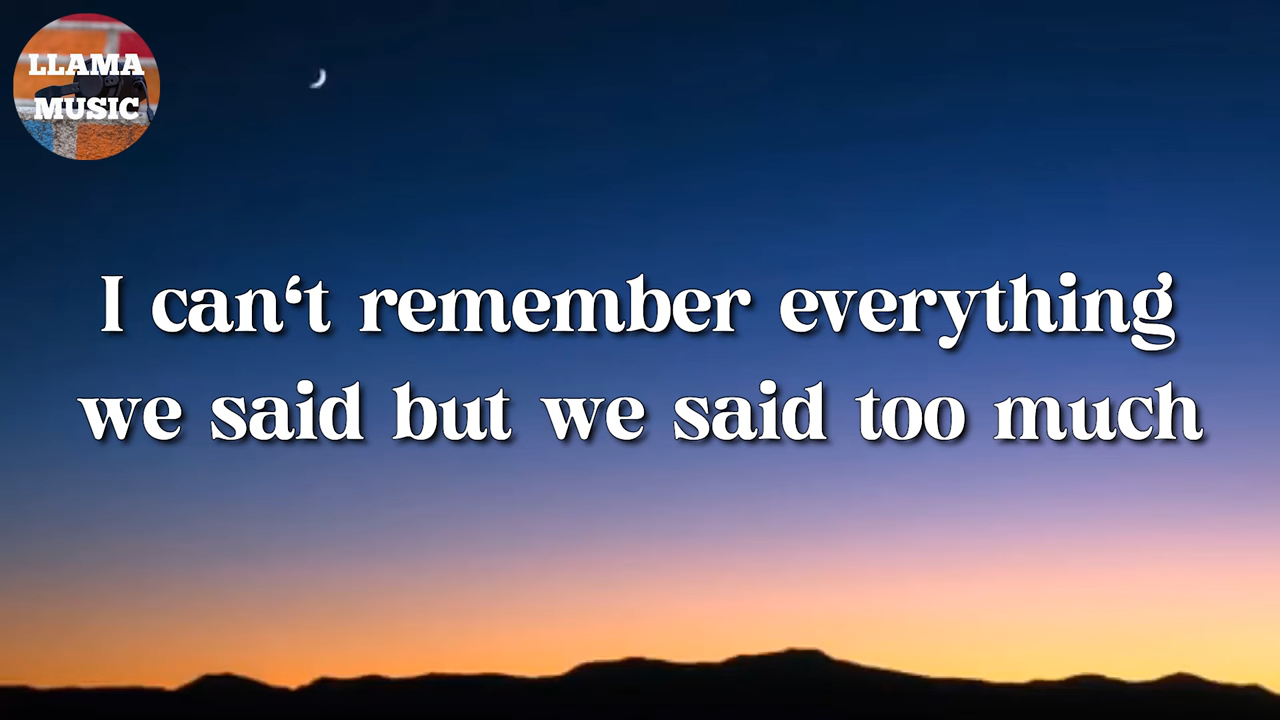 LLAMA
MUSIC
I can‘t remember everything
we said but we said too much